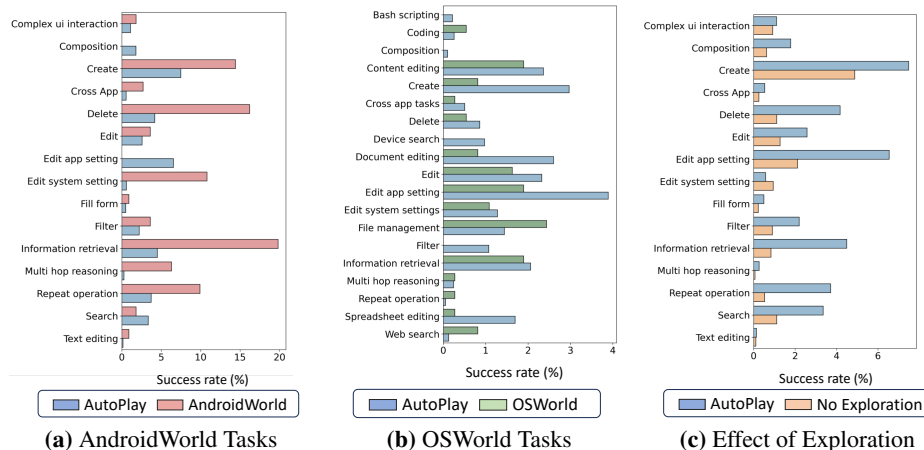 Complex ui interaction
Composition
Create
Cross App
Delete
Edit
Edit app setting
Edit system setting
Fill form
Filter
Information retrieval
Multi hop reasoning
Repeat operation
Search
Text editing
0 5 10 15 20
Success rate (%)
AutoPlay AndroidWorld
(a) AndroidWorld Tasks
Bash scripting
Coding
Composition
Content editing
Create
Cross app tasks
Delete
Device search
Document editing
Edit
Edit app setting
Edit system settings
File management
Filter
Information retrieval
Multi hop reasoning
Repeat operation
Spreadsheet editing
Web search
0 1 2 3 4
Success rate (%)
AutoPlay OSWorld
(b) OSWorld Tasks
Complex ui interaction
Composition
Create
Cross App
Delete
Edit
Edit app setting
Edit system setting
Fill form
Filter
Information retrieval
Multi hop reasoning
Repeat operation
Search
Text editing
0 2 4 6
Success rate (%)
AutoPlay No Exploration
(c) Effect of Exploration